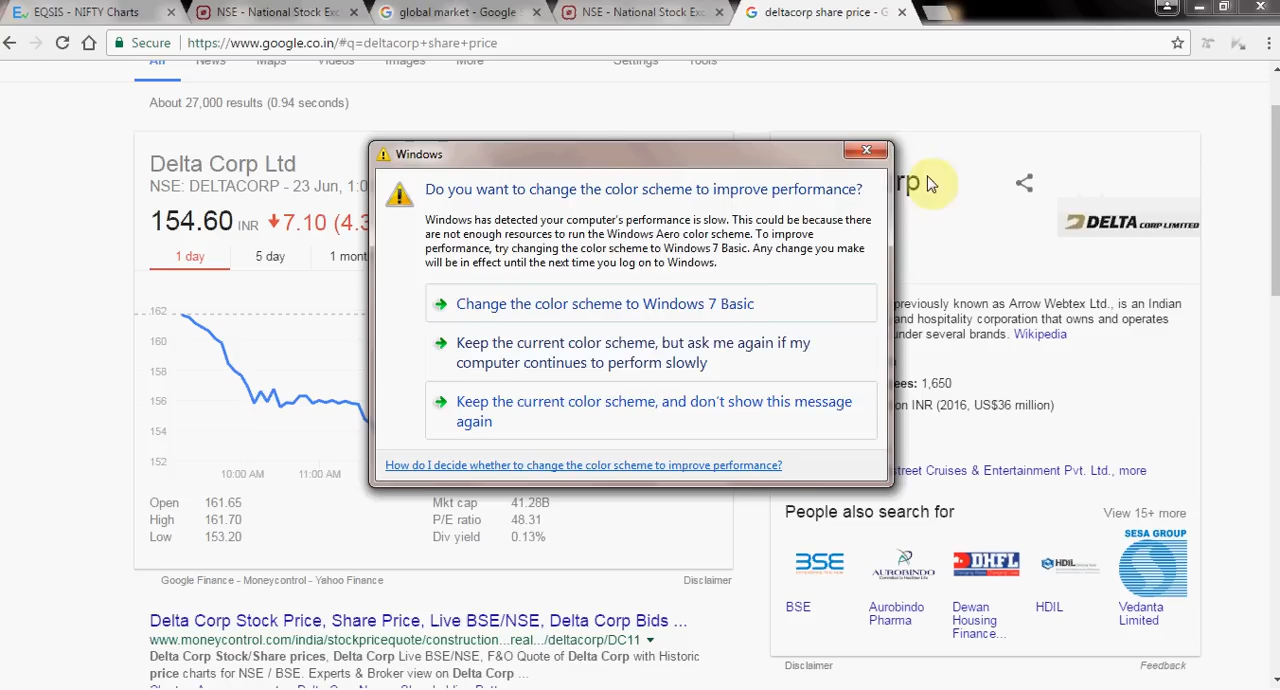 EQSIS - NIFTY Charts
NSE - National Stock Exc
global market - Google
NSE - National Stock Exc
deltacorp share price - G
Secure
https://www.google.co.in/#q=deltacorp+share+price
All
News
Maps
Videos
Images
More
Settings
Tools
About 27,000 results (0.94 seconds)
Delta Corp Ltd
NSE: DELTACORP - 23 Jun, 1:0
154.60 INR 7.10 (4.3
1 day
5 day
1 mont
162
160
158
156
154
152
10:00 AM
11:00 AM
Open 161.65
High 161.70
Low 153.20
Mkt cap 41.28B
P/E ratio 48.31
Div yield 0.13%
Google Finance - Moneycontrol - Yahoo Finan
Disclaimer
Delta Corp Stock Price, Share Price, Live BSE/NSE, Delta Corp Bids ...
www.moneycontrol.com/india/stockpricequote/construction...real.../deltacorp/DC11
Delta Corp Stock/Share prices, Delta Corp Live BSE/NSE, F&O Quote of Delta Corp with Historic
price charts for NSE / BSE. Experts & Broker view on Delta Corp ...
Windows
Do you want to change the color scheme to improve performance?
Windows has detected your computer's performance is slow. This could be because there
are not enough resources to run the Windows Aero color scheme. To improve
performance, try changing the color scheme to Windows 7 Basic. Any change you make
will be in effect until the next time you log on to Windows.
Change the color scheme to Windows 7 Basic
Keep the current color scheme, but ask me again if my
computer continues to perform slowly
Keep the current color scheme, and don't show this message
again
How do I decide whether to change the color scheme to improve performance?
rp
DELTA CORP LIMITED
previously known as Arrow Webtex Ltd., is an Indian
and hospitality corporation that owns and operates
under several brands. Wikipedia
ees: 1,650
on INR (2016, US$36 million)
street Cruises & Entertainment Pvt. Ltd., more
People also search for
View 15+ more
BSE
AUROBINDO
DHFL
HDIL
SESA GROUP
BSE
Aurobindo
Pharma
Dewan
Housing
Finance...
HDIL
Vedanta
Limited
Disclaimer
Feedback